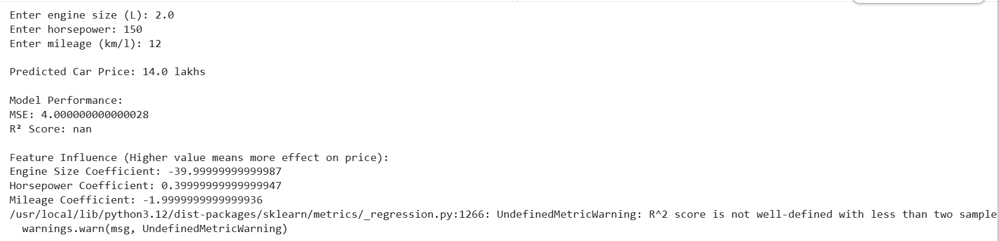 Enter engine size (L): 2.0
Enter horsepower: 150
Enter mileage (km/l): 12
Predicted Car Price: 14.0 lakhs
Model Performance:
MSE: 4.000000000000028
R² Score: nan
Feature Influence (Higher value means more effect on price):
Engine Size Coefficient: -39.99999999999987
Horsepower Coefficient: 0.39999999999999947
Mileage Coefficient: -1.9999999999999936
/usr/local/lib/python3.12/dist-packages/sklearn/metrics/_regression.py:1266: UndefinedMetricWarning: R^2 score is not well-defined with less than two sample
warnings.warn(msg, UndefinedMetricWarning)